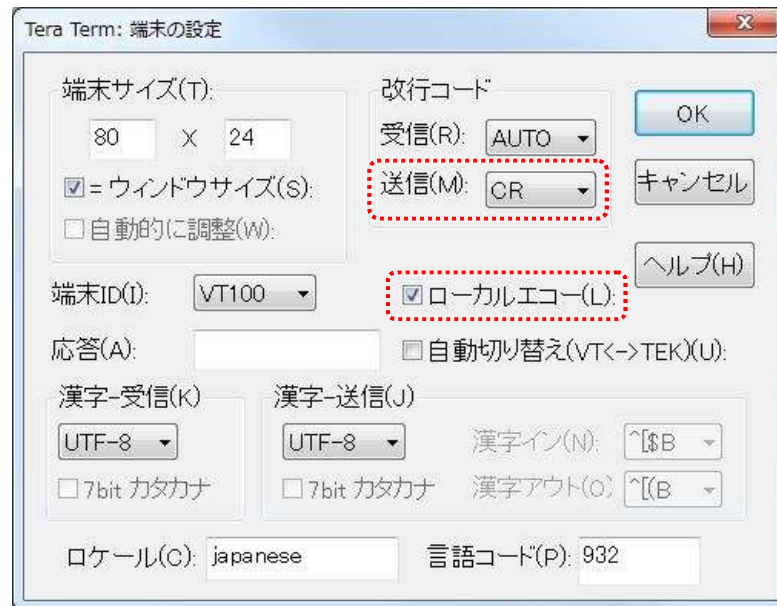 Tera Term: 端末の設定
端末サイズ(T):
80 X 24
= ウィンドウサイズ(S):
自動的に調整(W):
改行コード
受信(R): AUTO
送信(M): CR
OK
キャンセル
ヘルプ(H)
端末ID(I): VT100
ローカルエコー(L):
応答(A):
自動切り替え(VT<->TEK)(U):
漢字-受信(K)
UTF-8
7bit カタカナ
漢字-送信(J)
UTF-8
7bit カタカナ
漢字イン(N): ^[$B
漢字アウト(O) ^[(B
ロケール(C): japanese
言語コード(P): 932